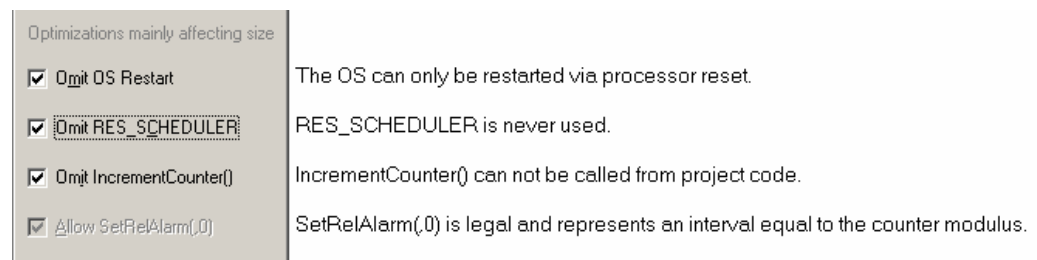 Optimizations mainly affecting size
Omit OS Restart The OS can only be restarted via processor reset.
Omit RES_SCHEDULER RES_SCHEDULER is never used.
Omit IncrementCounter() IncrementCounter() can not be called from project code.
Allow SetRelAlarm(,0) SetRelAlarm(,0) is legal and represents an interval equal to the counter modulus.